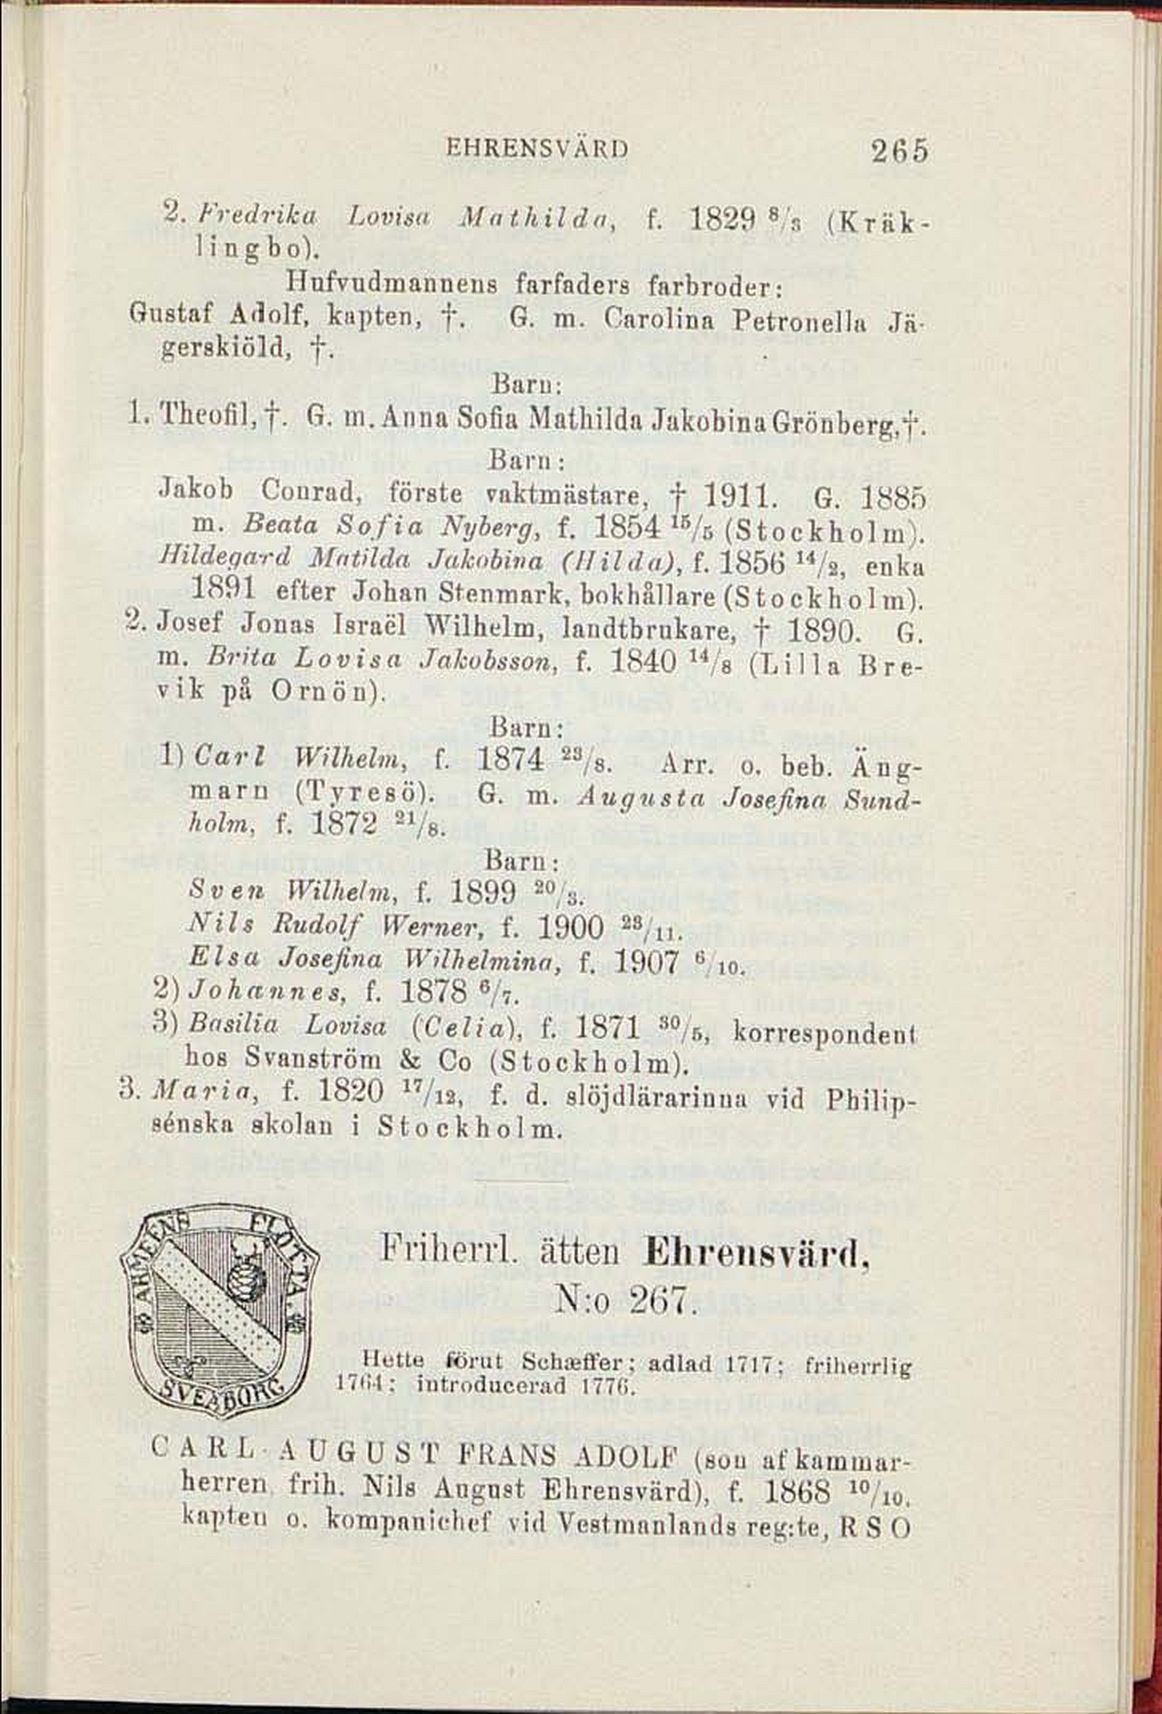 EHRENSVÄRD 265
2. Fredrika Lovisa Mathilda, f. 1829 8/3 (Kräk-
lingbo).
Hufvudmannens farfaders farbroder:
Gustaf Adolf, kapten, †. G. m. Carolina Petronella Jä-
gerskiöld, †.
Barn:
1. Theofil, †. G. m. Anna Sofia Mathilda Jakobina Grönberg, †.
Barn:
Jakob Conrad, förste vaktmästare, † 1911. G. 1885
m. Beata Sofia Nyberg, f. 1854 15/5 (Stockholm).
Hildegard Matilda Jakobina (Hilda), f. 1856 14/2, enka
1891 efter Johan Stenmark, bokhållare (Stockholm).
2. Josef Jonas Israël Wilhelm, landtbrukare, † 1890. G.
m. Brita Lovisa Jakobsson, f. 1840 14/8 (Lilla Bre-
vik på Ornön).
Barn:
1) Carl Wilhelm, f. 1874 23/8. Arr. o. beb. Äng-
marn (Tyresö). G. m. Augusta Josefina Sund-
holm, f. 1872 21/8.
Barn:
Sven Wilhelm, f. 1899 20/3.
Nils Rudolf Werner, f. 1900 23/11.
Elsa Josefina Wilhelmina, f. 1907 6/10.
2) Johannes, f. 1878 6/7.
3) Basilia Lovisa (Celia), f. 1871 30/5, korrespondent
hos Svanström & Co (Stockholm).
3. Maria, f. 1820 17/12, f. d. slöjdlärarinna vid Philip-
sénska skolan i Stockholm.
ARMEENS FLOTTA
SVEABORG
Friherrl. ätten Ehrensvärd,
N:o 267.
Hette förut Schæffer; adlad 1717; friherrlig
1764; introducerad 1776.
CARL AUGUST FRANS ADOLF (son af kammar-
herren frih. Nils August Ehrensvärd), f. 1868 10/10,
kapten o. kompanichef vid Vestmanlands reg:te, R S O